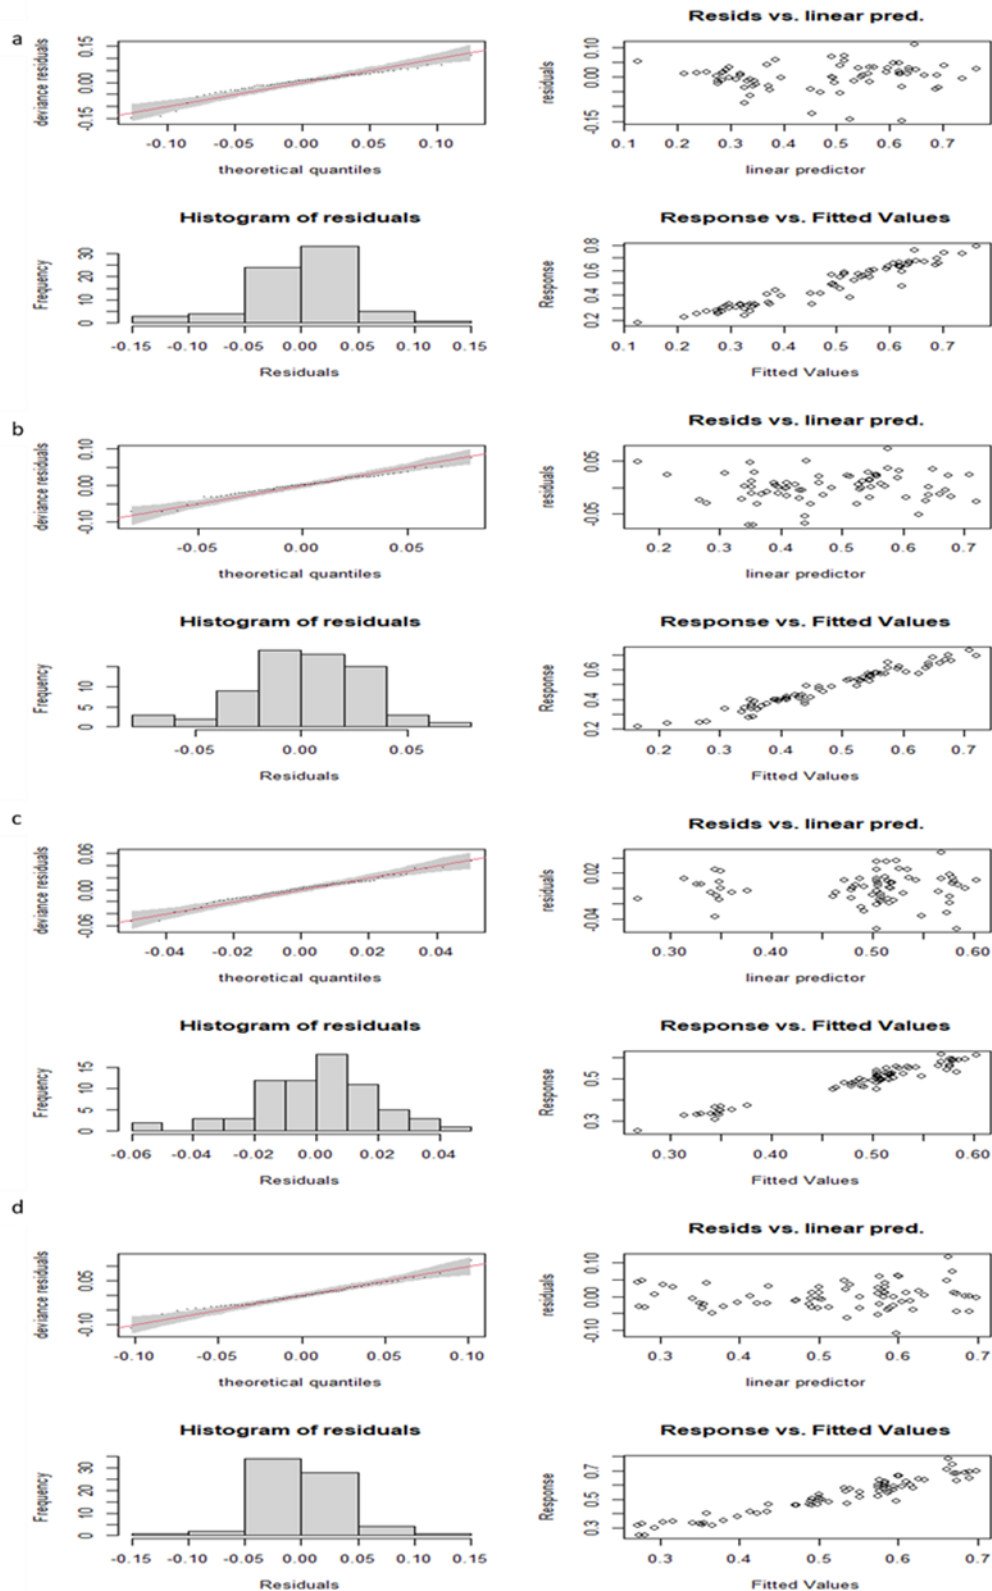 a
deviance residuals
-0.15 0.00 0.15
-0.10 -0.05 0.00 0.05 0.10
theoretical quantiles
Resids vs. linear pred.
residuals
-0.15 0.00 0.10
0.1 0.2 0.3 0.4 0.5 0.6 0.7
linear predictor
Histogram of residuals
Frequency
0 10 20 30
-0.15 -0.10 -0.05 0.00 0.05 0.10 0.15
Residuals
Response vs. Fitted Values
Response
0.2 0.4 0.6 0.8
0.1 0.2 0.3 0.4 0.5 0.6 0.7
Fitted Values
b
deviance residuals
-0.10 0.00 0.10
-0.05 0.00 0.05
theoretical quantiles
Resids vs. linear pred.
residuals
-0.05 0.05
0.2 0.3 0.4 0.5 0.6 0.7
linear predictor
Histogram of residuals
Frequency
0 5 10
-0.05 0.00 0.05
Residuals
Response vs. Fitted Values
Response
0.2 0.4 0.6
0.2 0.3 0.4 0.5 0.6 0.7
Fitted Values
c
deviance residuals
-0.06 0.00 0.06
-0.04 -0.02 0.00 0.02 0.04
theoretical quantiles
Resids vs. linear pred.
residuals
-0.04 0.02
0.30 0.40 0.50 0.60
linear predictor
Histogram of residuals
Frequency
0 5 10 15
-0.06 -0.04 -0.02 0.00 0.02 0.04
Residuals
Response vs. Fitted Values
Response
0.3 0.5
0.30 0.40 0.50 0.60
Fitted Values
d
deviance residuals
-0.10 0.05
-0.10 -0.05 0.00 0.05 0.10
theoretical quantiles
Resids vs. linear pred.
residuals
-0.10 0.00 0.10
0.3 0.4 0.5 0.6 0.7
linear predictor
Histogram of residuals
Frequency
0 10 20 30
-0.15 -0.10 -0.05 0.00 0.05 0.10 0.15
Residuals
Response vs. Fitted Values
Response
0.3 0.5 0.7
0.3 0.4 0.5 0.6 0.7
Fitted Values